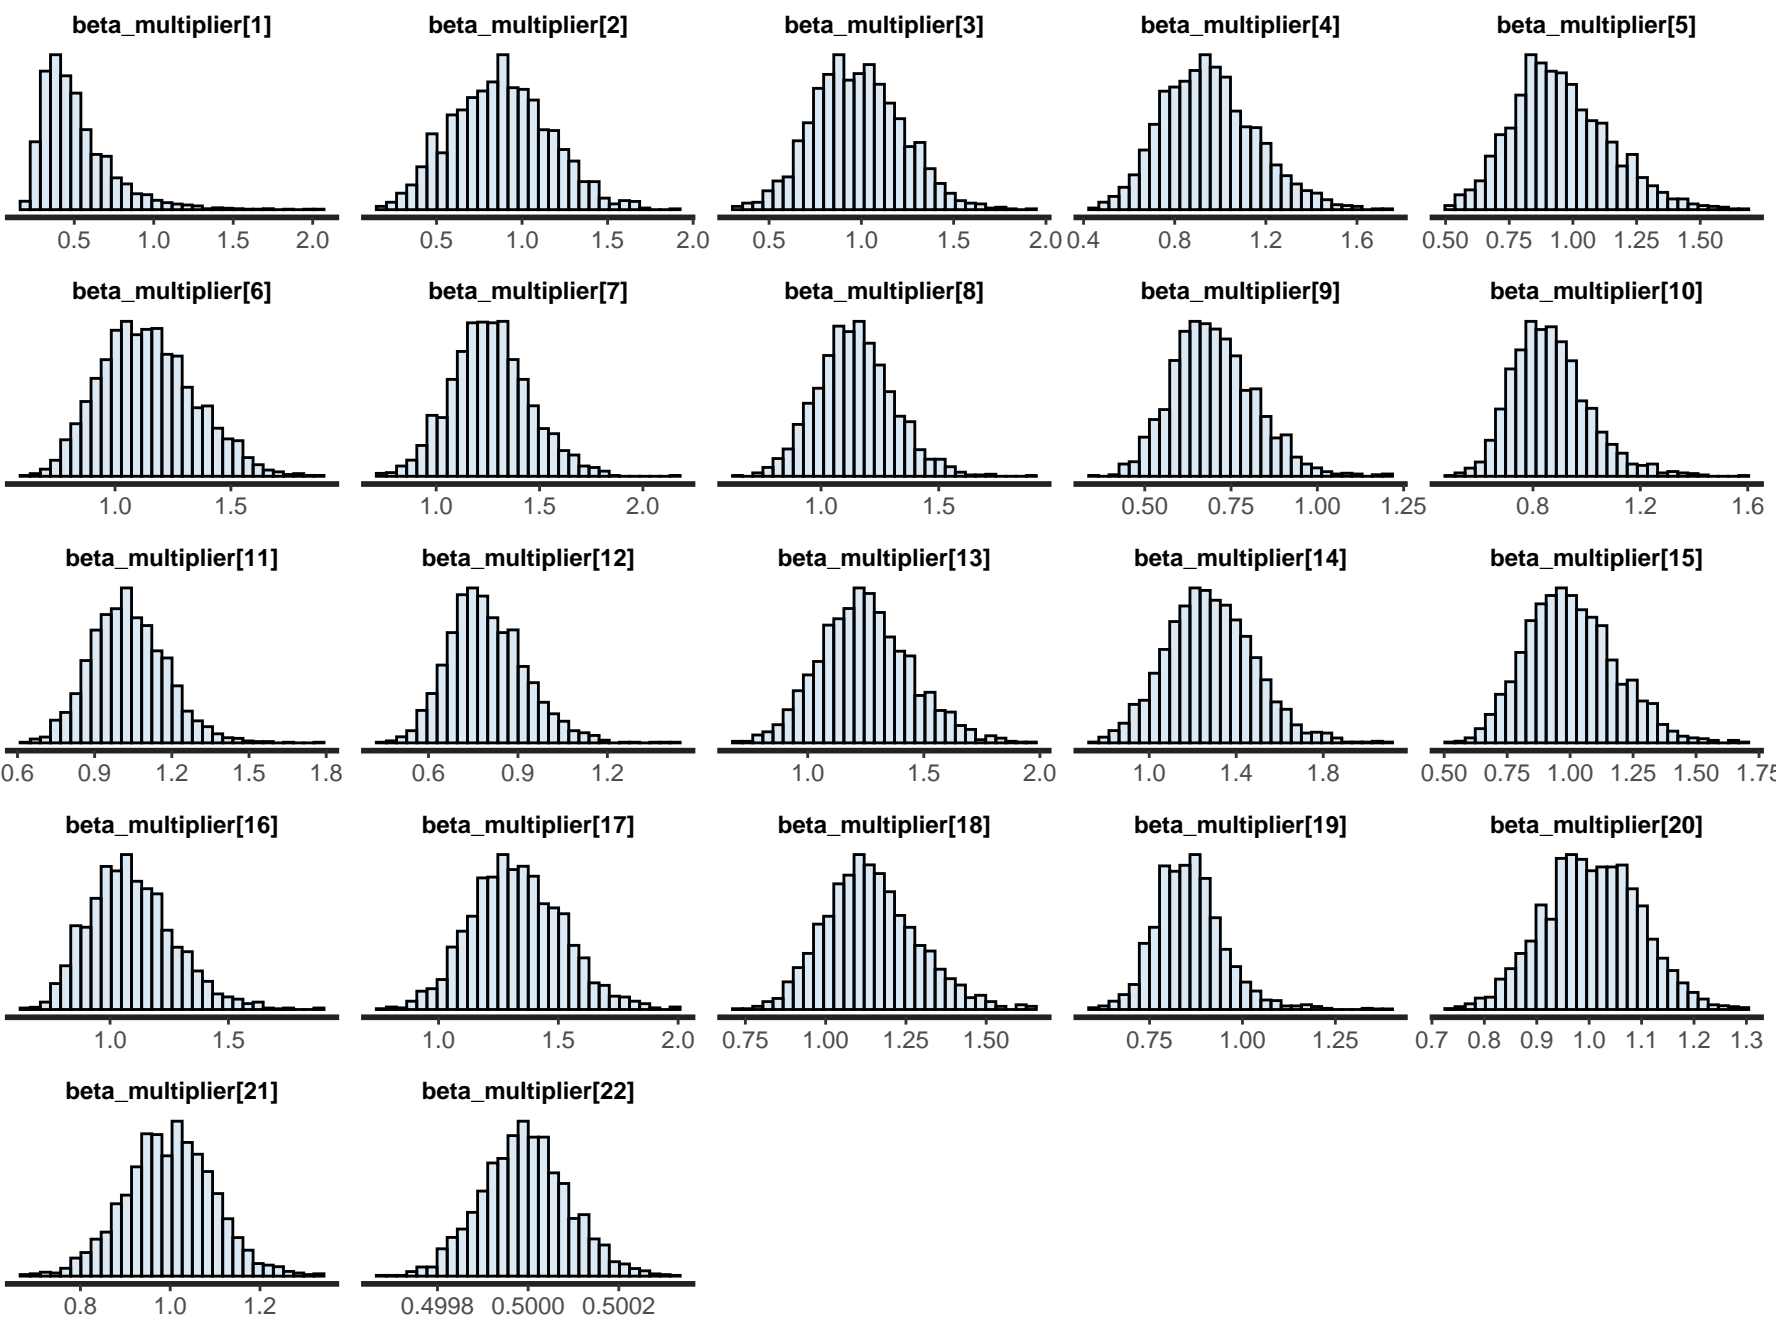 beta_multiplier[1] beta_multiplier[2] beta_multiplier[3] beta_multiplier[4] beta_multiplier[5]
0.5 1.0 1.5 2.0 0.5 1.0 1.5 2.0 0.5 1.0 1.5 2.0 0.4 0.8 1.2 1.6 0.50 0.75 1.00 1.25 1.50
beta_multiplier[6] beta_multiplier[7] beta_multiplier[8] beta_multiplier[9] beta_multiplier[10]
1.0 1.5 1.0 1.5 2.0 1.0 1.5 0.50 0.75 1.00 1.25 0.8 1.2 1.6
beta_multiplier[11] beta_multiplier[12] beta_multiplier[13] beta_multiplier[14] beta_multiplier[15]
0.6 0.9 1.2 1.5 1.8 0.6 0.9 1.2 1.0 1.5 2.0 1.0 1.4 1.8 0.50 0.75 1.00 1.25 1.50 1.75
beta_multiplier[16] beta_multiplier[17] beta_multiplier[18] beta_multiplier[19] beta_multiplier[20]
1.0 1.5 1.0 1.5 2.0 0.75 1.00 1.25 1.50 0.75 1.00 1.25 0.7 0.8 0.9 1.0 1.1 1.2 1.3
beta_multiplier[21] beta_multiplier[22]
0.8 1.0 1.2 0.4998 0.5000 0.5002